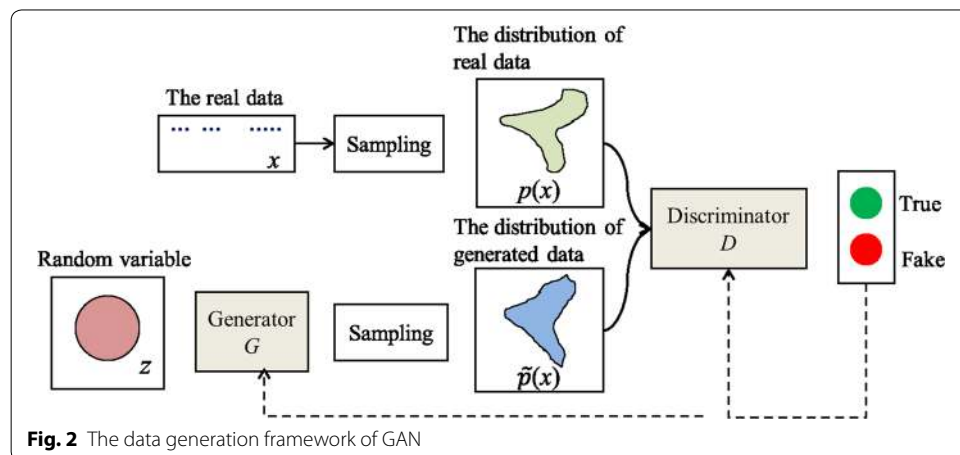 The distribution of
real data
The real data
x
Sampling
p(x)
Discriminator
D
True
Fake
The distribution of
generated data
Random variable
z
Generator
G
Sampling
p̃(x)
Fig. 2 The data generation framework of GAN